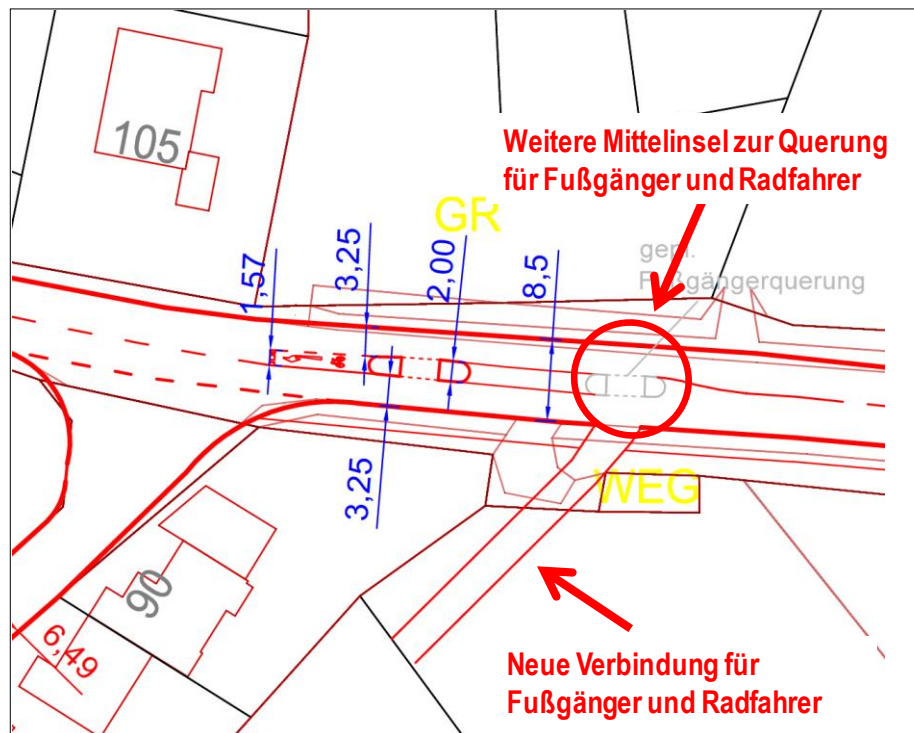 105
Weitere Mittelinsel zur Querung
für Fußgänger und Radfahrer
GR
1,57
3,25
2,00
8,5
gepl.
Fußgängerquerung
3,25
WEG
90
6,49
Neue Verbindung für
Fußgänger und Radfahrer